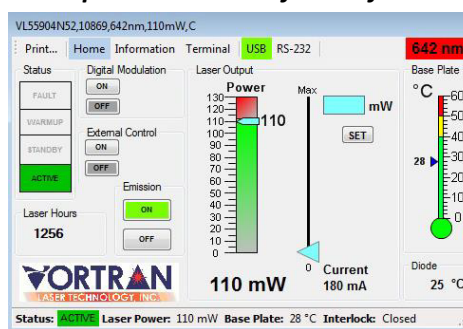 VL55904N52,10869,642nm,110mW,C
Print... Home Information Terminal USB RS-232 642 nm
Status Digital Modulation Laser Output Base Plate
FAULT
WARMUP
STANDBY
ACTIVE
ON
OFF
External Control
ON
OFF
Emission
ON
OFF
Laser Hours
1256
Power
130
120
110
100
90
80
70
60
50
40
30
20
10
0
110
110 mW
Max
0
mW
SET
Current
180 mA
°C
60
50
40
30
20
10
0
28
Diode
25 °C
VORTRAN
LASER TECHNOLOGY INC.
Status: ACTIVE Laser Power: 110 mW Base Plate: 28 °C Interlock: Closed